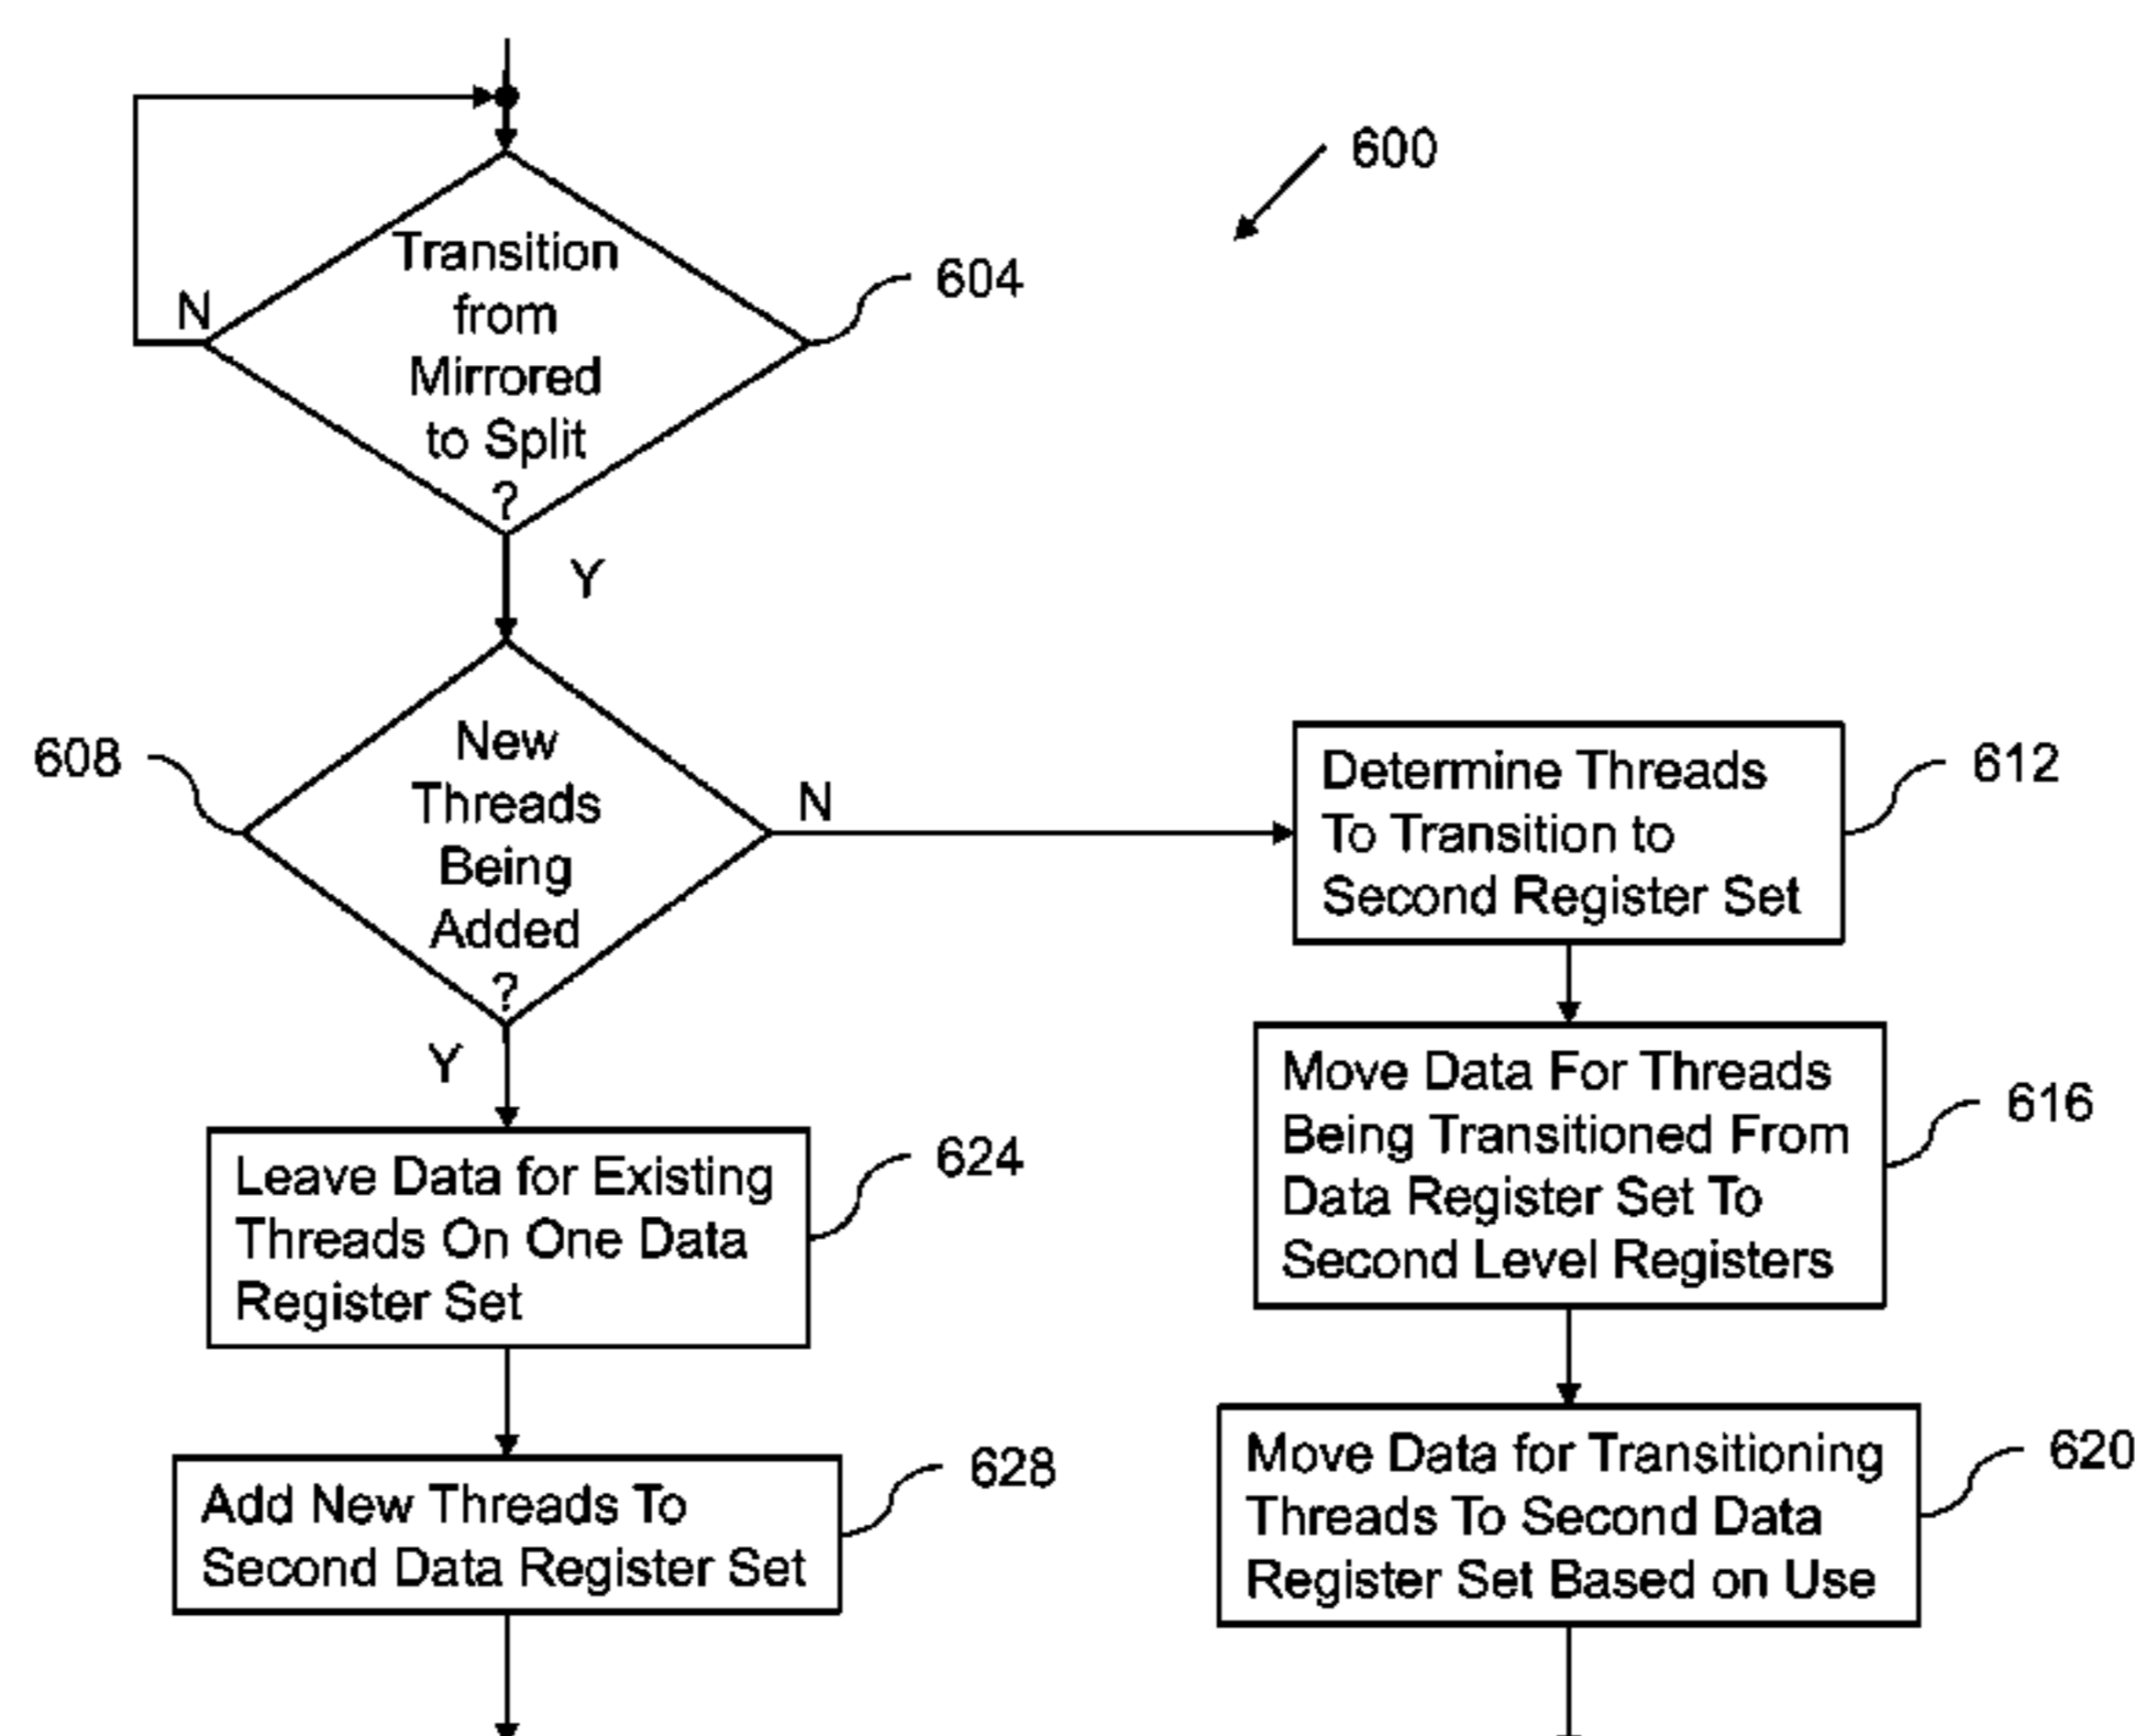 600
Transition
from
Mirrored
to Split
?
604
N
Y
New
Threads
Being
Added
?
608
N
Y
Determine Threads
To Transition to
Second Register Set
612
Move Data For Threads
Being Transitioned From
Data Register Set To
Second Level Registers
616
Move Data for Transitioning
Threads To Second Data
Register Set Based on Use
620
Leave Data for Existing
Threads On One Data
Register Set
624
Add New Threads To
Second Data Register Set
628